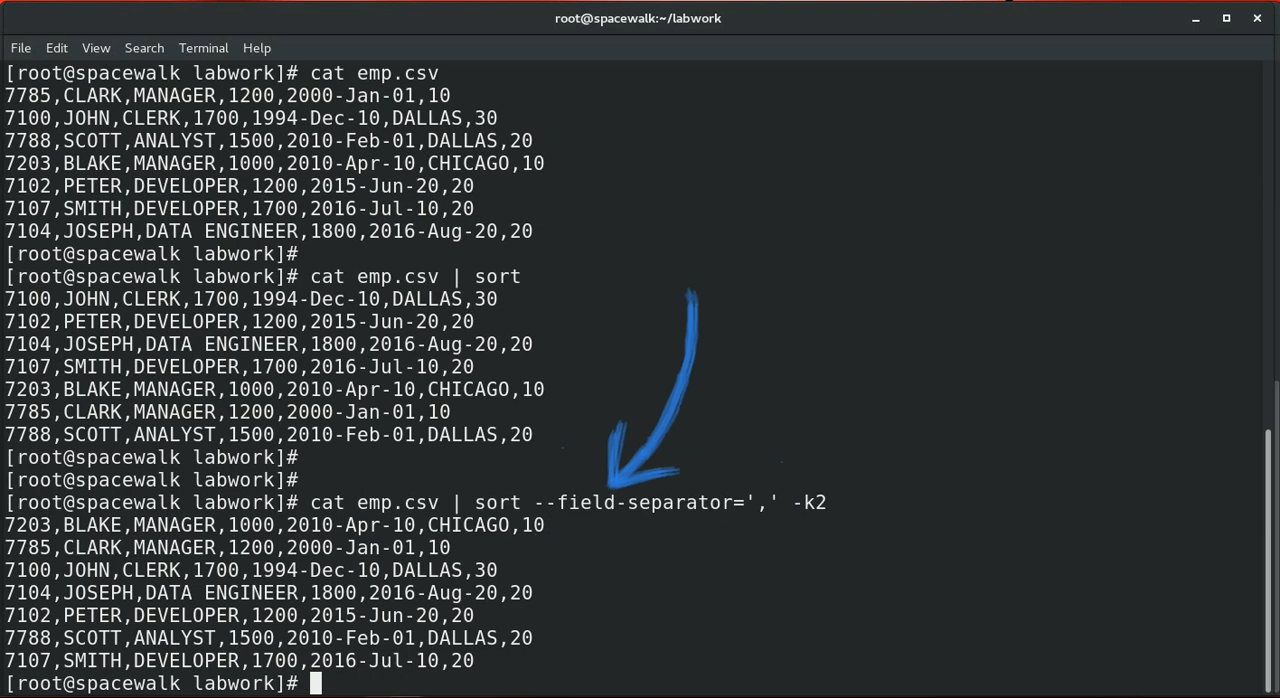 root@spacewalk:~/labwork
File Edit View Search Terminal Help
[root@spacewalk labwork]# cat emp.csv
7785,CLARK,MANAGER,1200,2000-Jan-01,10
7100,JOHN,CLERK,1700,1994-Dec-10,DALLAS,30
7788,SCOTT,ANALYST,1500,2010-Feb-01,DALLAS,20
7203,BLAKE,MANAGER,1000,2010-Apr-10,CHICAGO,10
7102,PETER,DEVELOPER,1200,2015-Jun-20,20
7107,SMITH,DEVELOPER,1700,2016-Jul-10,20
7104,JOSEPH,DATA ENGINEER,1800,2016-Aug-20,20
[root@spacewalk labwork]#
[root@spacewalk labwork]# cat emp.csv | sort
7100,JOHN,CLERK,1700,1994-Dec-10,DALLAS,30
7102,PETER,DEVELOPER,1200,2015-Jun-20,20
7104,JOSEPH,DATA ENGINEER,1800,2016-Aug-20,20
7107,SMITH,DEVELOPER,1700,2016-Jul-10,20
7203,BLAKE,MANAGER,1000,2010-Apr-10,CHICAGO,10
7785,CLARK,MANAGER,1200,2000-Jan-01,10
7788,SCOTT,ANALYST,1500,2010-Feb-01,DALLAS,20
[root@spacewalk labwork]#
[root@spacewalk labwork]#
[root@spacewalk labwork]# cat emp.csv | sort --field-separator=',' -k2
7203,BLAKE,MANAGER,1000,2010-Apr-10,CHICAGO,10
7785,CLARK,MANAGER,1200,2000-Jan-01,10
7100,JOHN,CLERK,1700,1994-Dec-10,DALLAS,30
7104,JOSEPH,DATA ENGINEER,1800,2016-Aug-20,20
7102,PETER,DEVELOPER,1200,2015-Jun-20,20
7788,SCOTT,ANALYST,1500,2010-Feb-01,DALLAS,20
7107,SMITH,DEVELOPER,1700,2016-Jul-10,20
[root@spacewalk labwork]#